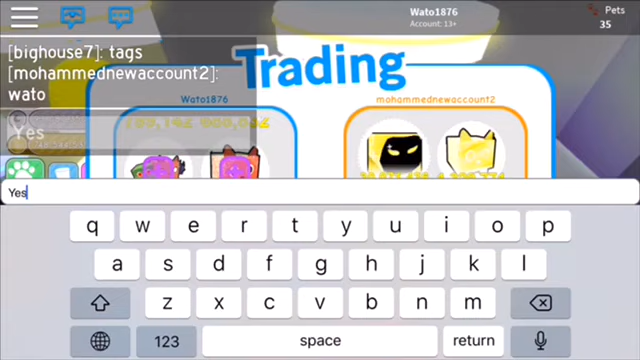 Wato1876
Account: 13+
Pets
35
[bighouse7]: tags
[mohammednewaccount2]:
wato
Yes
Trading
Wato1876
mohammednewaccount2
Yes
q w e r t y u i o p
a s d f g h j k l
z x c v b n m
123 space return